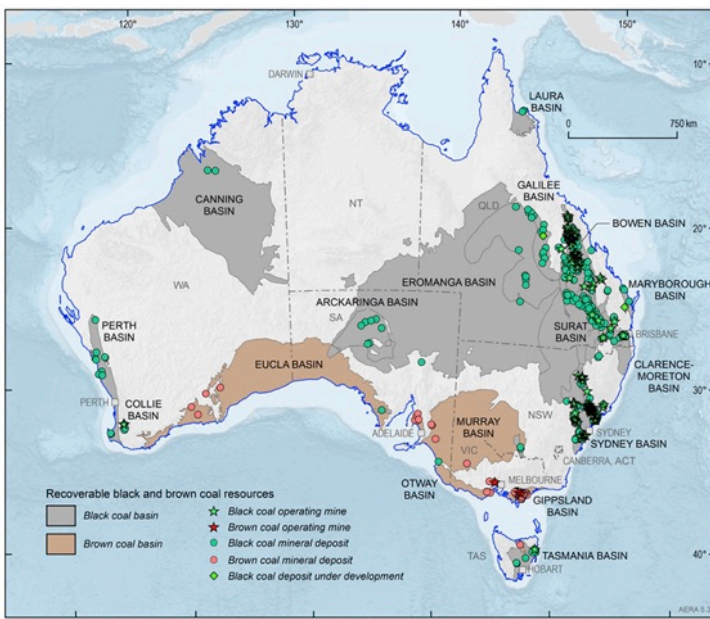 120°
130°
140°
150°
10°
DARWIN
LAURA
BASIN
0
750 km
CANNING
BASIN
NT
GALILEE
BASIN
QLD
20°
BOWEN BASIN
WA
EROMANGA BASIN
MARYBOROUGH
BASIN
ARCKARINGA BASIN
SA
PERTH
BASIN
SURAT
BASIN
BRISBANE
EUCLA BASIN
CLARENCE-
MORETON
BASIN
30°
PERTH
COLLIE
BASIN
NSW
MURRAY
BASIN
ADELAIDE
SYDNEY
SYDNEY BASIN
VIC
CANBERRA, ACT
OTWAY
BASIN
MELBOURNE
GIPPSLAND
BASIN
Recoverable black and brown coal resources
Black coal basin
Brown coal basin
Black coal operating mine
Brown coal operating mine
Black coal mineral deposit
Brown coal mineral deposit
Black coal deposit under development
TAS
TASMANIA BASIN
40°
HOBART
AERA 5.3